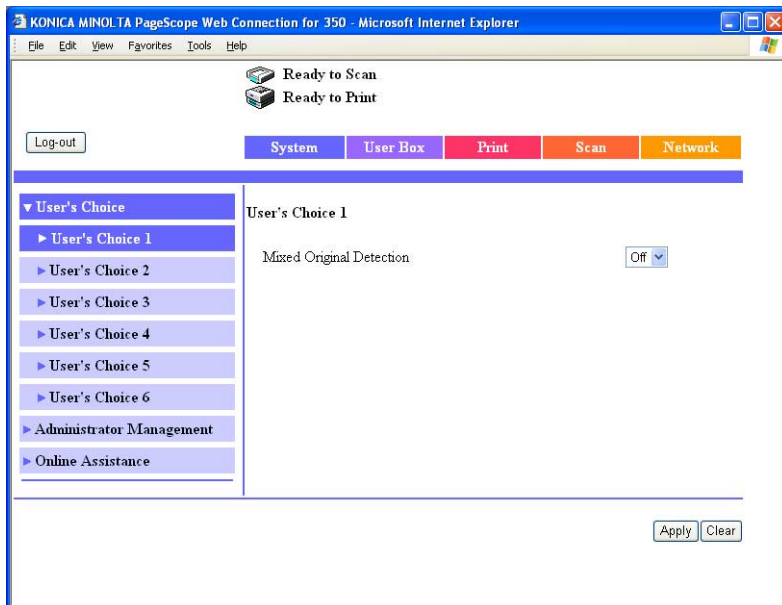 KONICA MINOLTA PageScope Web Connection for 350 - Microsoft Internet Explorer
File Edit View Favorites Tools Help
Ready to Scan
Ready to Print
Log-out
System User Box Print Scan Network
User's Choice
User's Choice 1
User's Choice 2
User's Choice 3
User's Choice 4
User's Choice 5
User's Choice 6
Administrator Management
Online Assistance
User's Choice 1
Mixed Original Detection Off
Apply Clear